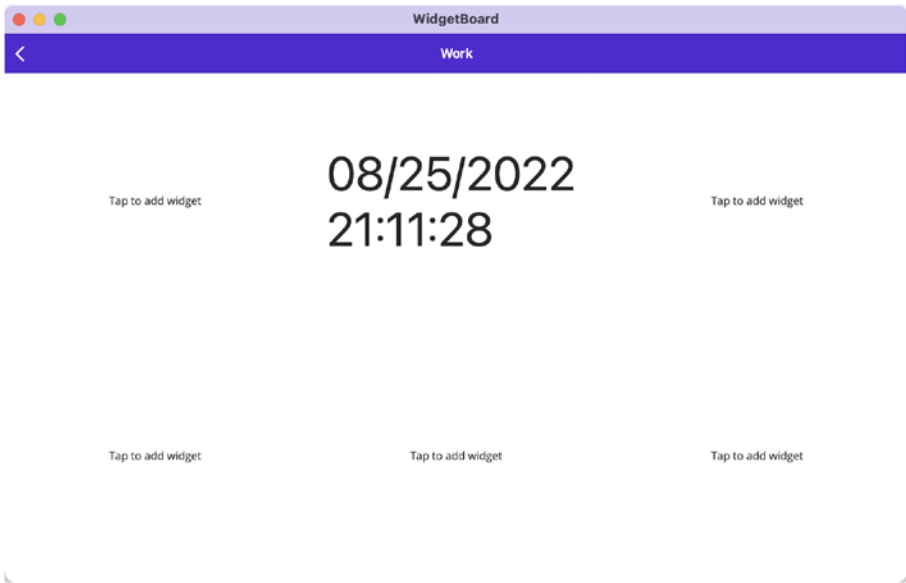 WidgetBoard
Work
Tap to add widget
08/25/2022
21:11:28
Tap to add widget
Tap to add widget
Tap to add widget
Tap to add widget